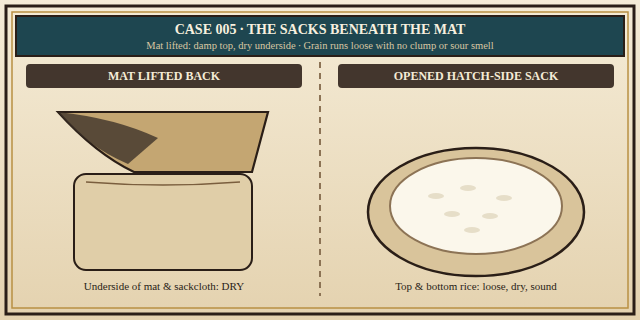 CASE 005 · THE SACKS BENEATH THE MAT
Mat lifted: damp top, dry underside · Grain runs loose with no clump or sour smell
MAT LIFTED BACK
OPENED HATCH-SIDE SACK
Underside of mat & sackcloth: DRY
Top & bottom rice: loose, dry, sound